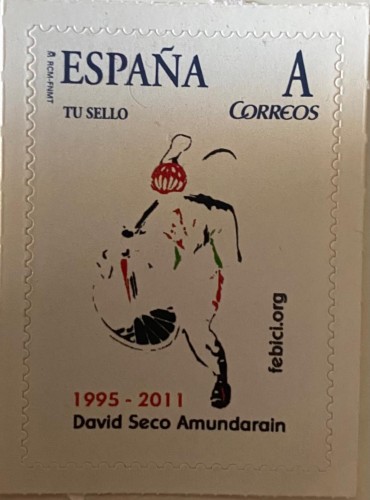 ESPAÑA A
RCM-FNMT
TU SELLO CORREOS
febici.org
1995 - 2011
David Seco Amundarain